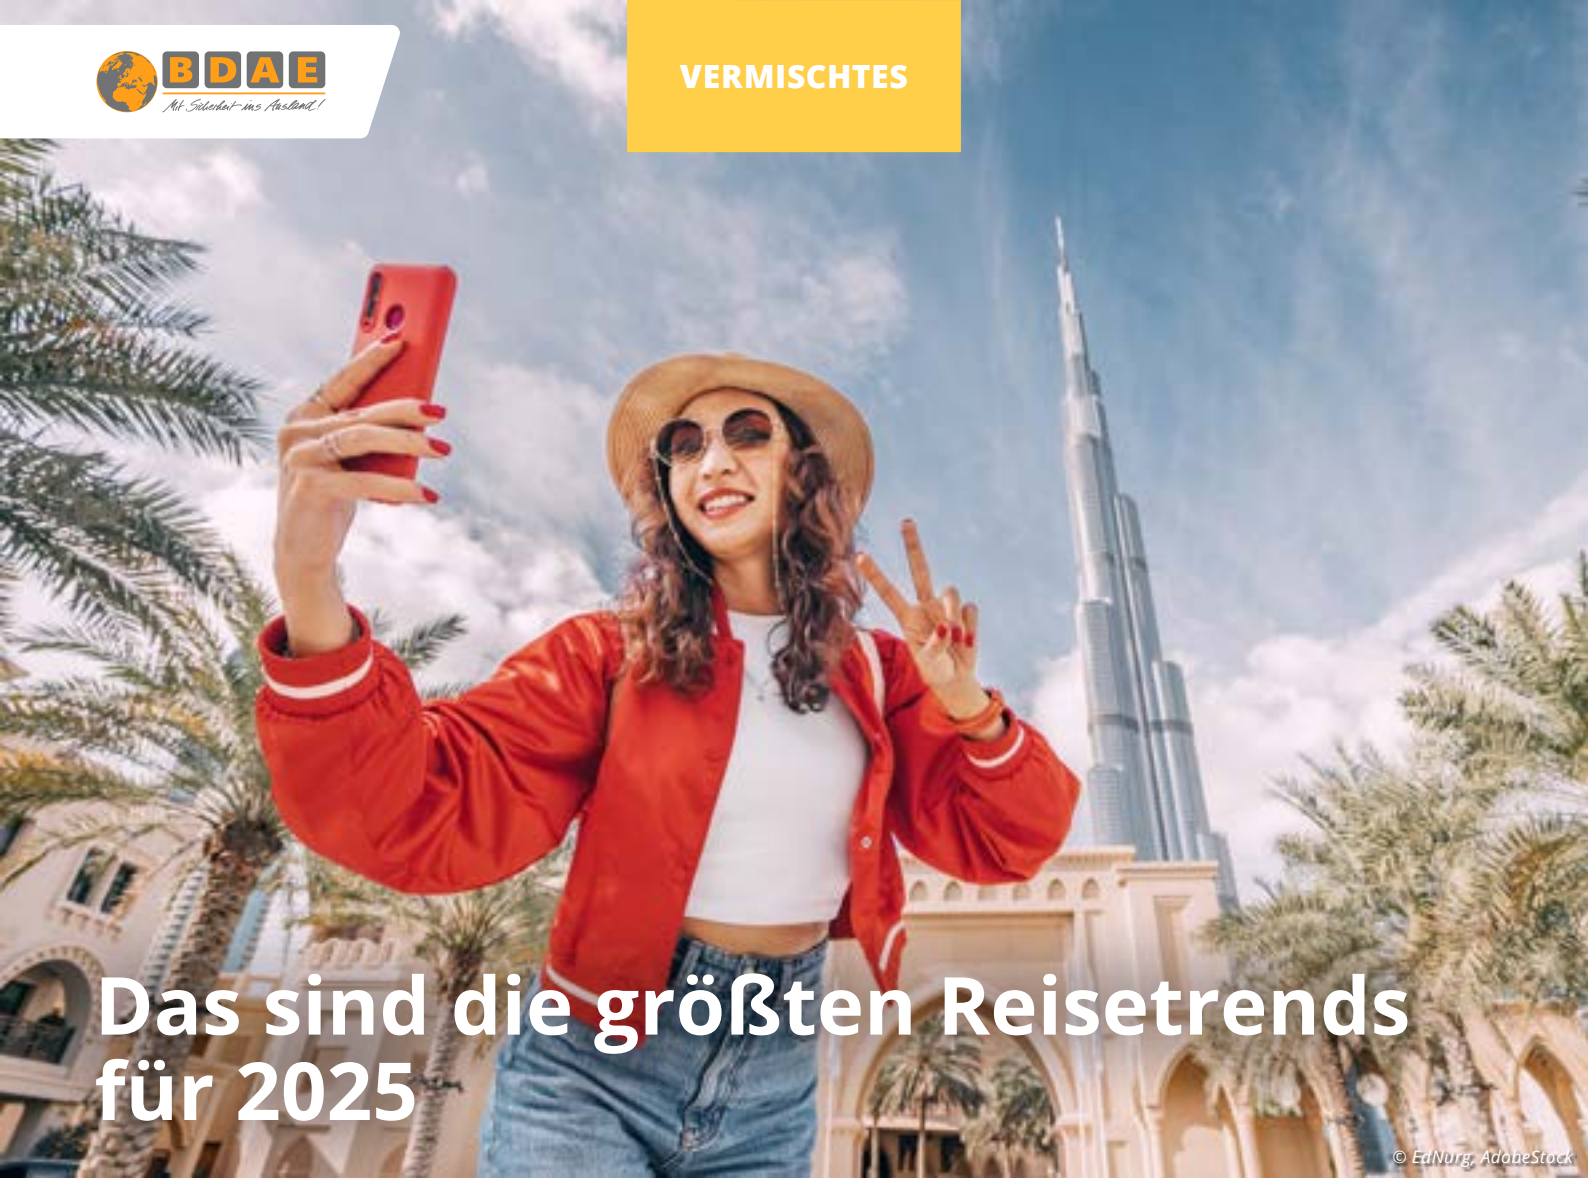 BDAE
Mit Sicherheit ins Ausland!
VERMISCHTES
Das sind die größten Reisetrends
für 2025
© EdNurg, AdobeStock